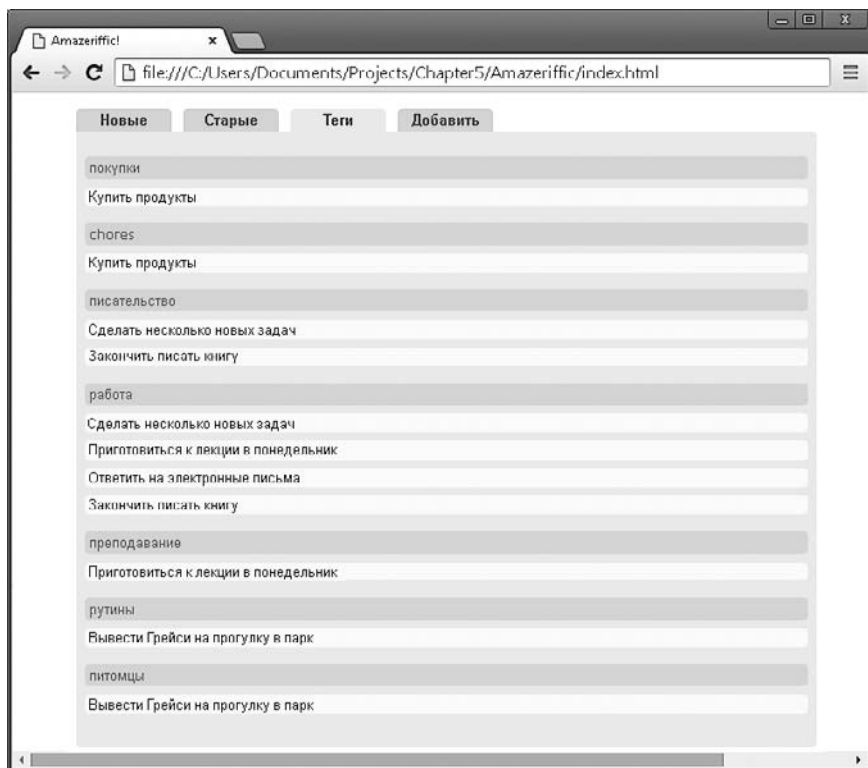 Amazeriffic!
file:///C:/Users/Documents/Projects/Chapter5/Amazeriffic/index.html
Новые Старые Теги Добавить
покупки
Купить продукты
chores
Купить продукты
писательство
Сделать несколько новых задач
Закончить писать книгу
работа
Сделать несколько новых задач
Приготовиться к лекции в понедельник
Ответить на электронные письма
Закончить писать книгу
преподавание
Приготовиться к лекции в понедельник
рутины
Вывести Грейси на прогулку в парк
питомцы
Вывести Грейси на прогулку в парк